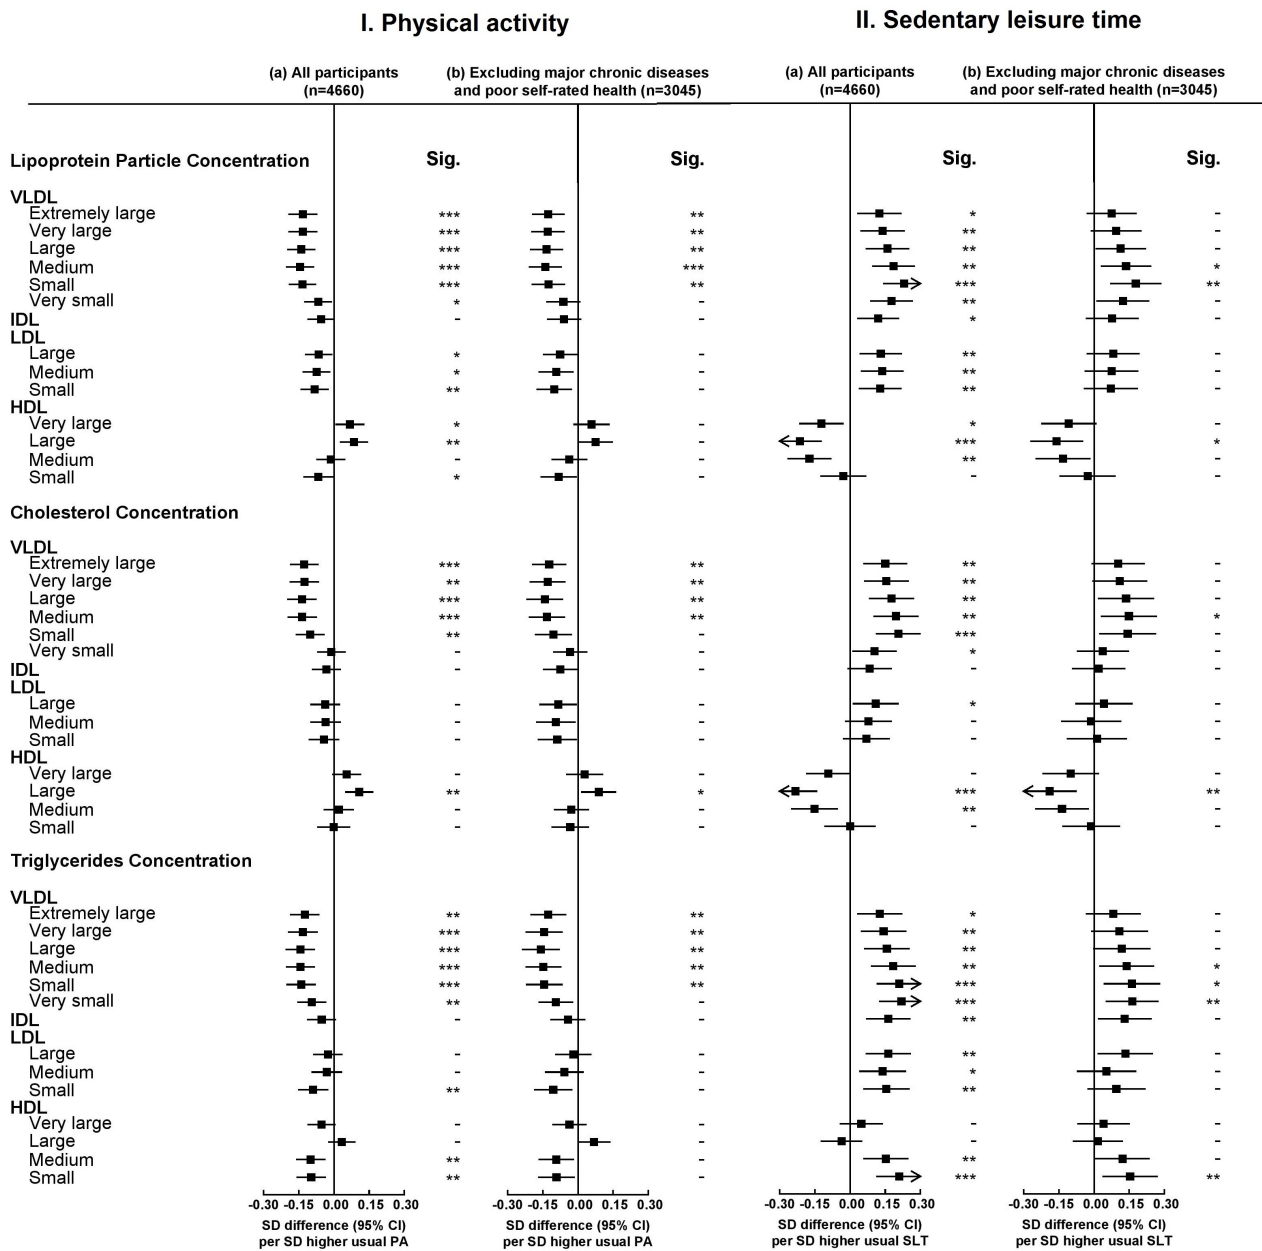 I. Physical activity II. Sedentary leisure time
(a) All participants (b) Excluding major chronic diseases (a) All participants (b) Excluding major chronic diseases
(n=4660) and poor self-rated health (n=3045) (n=4660) and poor self-rated health (n=3045)
Lipoprotein Particle Concentration Sig. Sig. Sig. Sig.
VLDL
Extremely large *** ** * -
Very large *** ** ** -
Large *** ** ** -
Medium *** *** ** *
Small *** ** *** **
Very small * - ** -
IDL - - * -
LDL
Large * - ** -
Medium * - ** -
Small ** - ** -
HDL
Very large * - * -
Large ** - *** *
Medium - - ** -
Small * - - -
Cholesterol Concentration
VLDL
Extremely large *** ** ** -
Very large ** ** ** -
Large *** ** ** -
Medium *** ** ** *
Small ** - *** -
Very small - - * -
IDL - - - -
LDL
Large - - * -
Medium - - - -
Small - - - -
HDL
Very large - - - -
Large ** * *** **
Medium - - ** -
Small - - - -
Triglycerides Concentration
VLDL
Extremely large ** ** * -
Very large *** ** ** -
Large *** ** ** -
Medium *** ** ** *
Small *** ** *** *
Very small ** - *** **
IDL - - ** -
LDL
Large - - ** -
Medium - - * -
Small ** - ** -
HDL
Very large - - - -
Large - - - -
Medium ** - ** -
Small ** - *** **
-0.30 -0.15 0.00 0.15 0.30 -0.30 -0.15 0.00 0.15 0.30 -0.30 -0.15 0.00 0.15 0.30 -0.30 -0.15 0.00 0.15 0.30
SD difference (95% CI) SD difference (95% CI) SD difference (95% CI) SD difference (95% CI)
per SD higher usual PA per SD higher usual PA per SD higher usual SLT per SD higher usual SLT